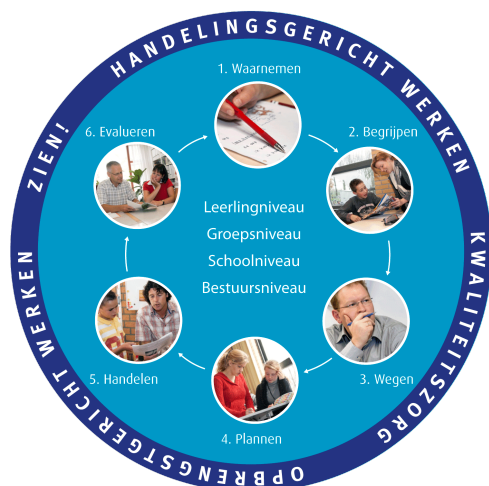 HANDELINGSGERICHT WERKEN
KWALITEITSZORG
OPBRENGSTGERICHT WERKEN
ZIEN!
1. Waarnemen
2. Begrijpen
3. Wegen
4. Plannen
5. Handelen
6. Evalueren
Leerlingniveau
Groepsniveau
Schoolniveau
Bestuursniveau